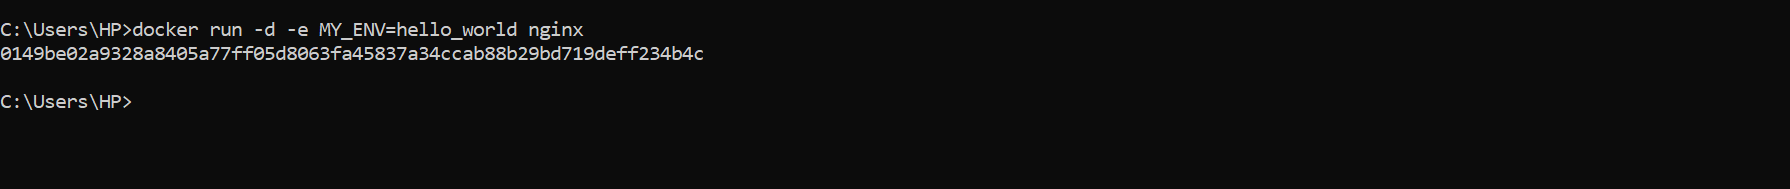 C:\Users\HP>docker run -d -e MY_ENV=hello_world nginx
0149be02a9328a8405a77ff05d8063fa45837a34ccab88b29bd719deff234b4c
C:\Users\HP>